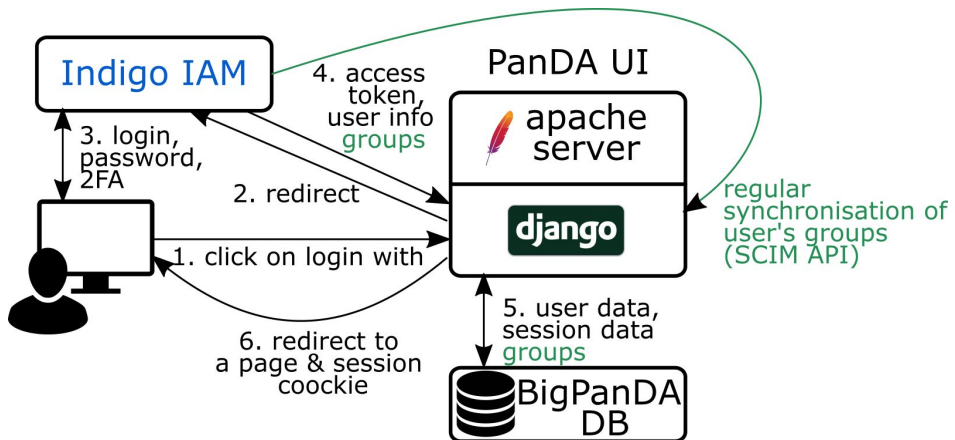 Indigo IAM
4. access
token,
user info
groups
PanDA UI
apache
server
3. login,
password,
2FA
2. redirect
django
regular
synchronisation of
user's groups
(SCIM API)
1. click on login with
5. user data,
session data
groups
6. redirect to
a page & session
coockie
BigPanDA
DB